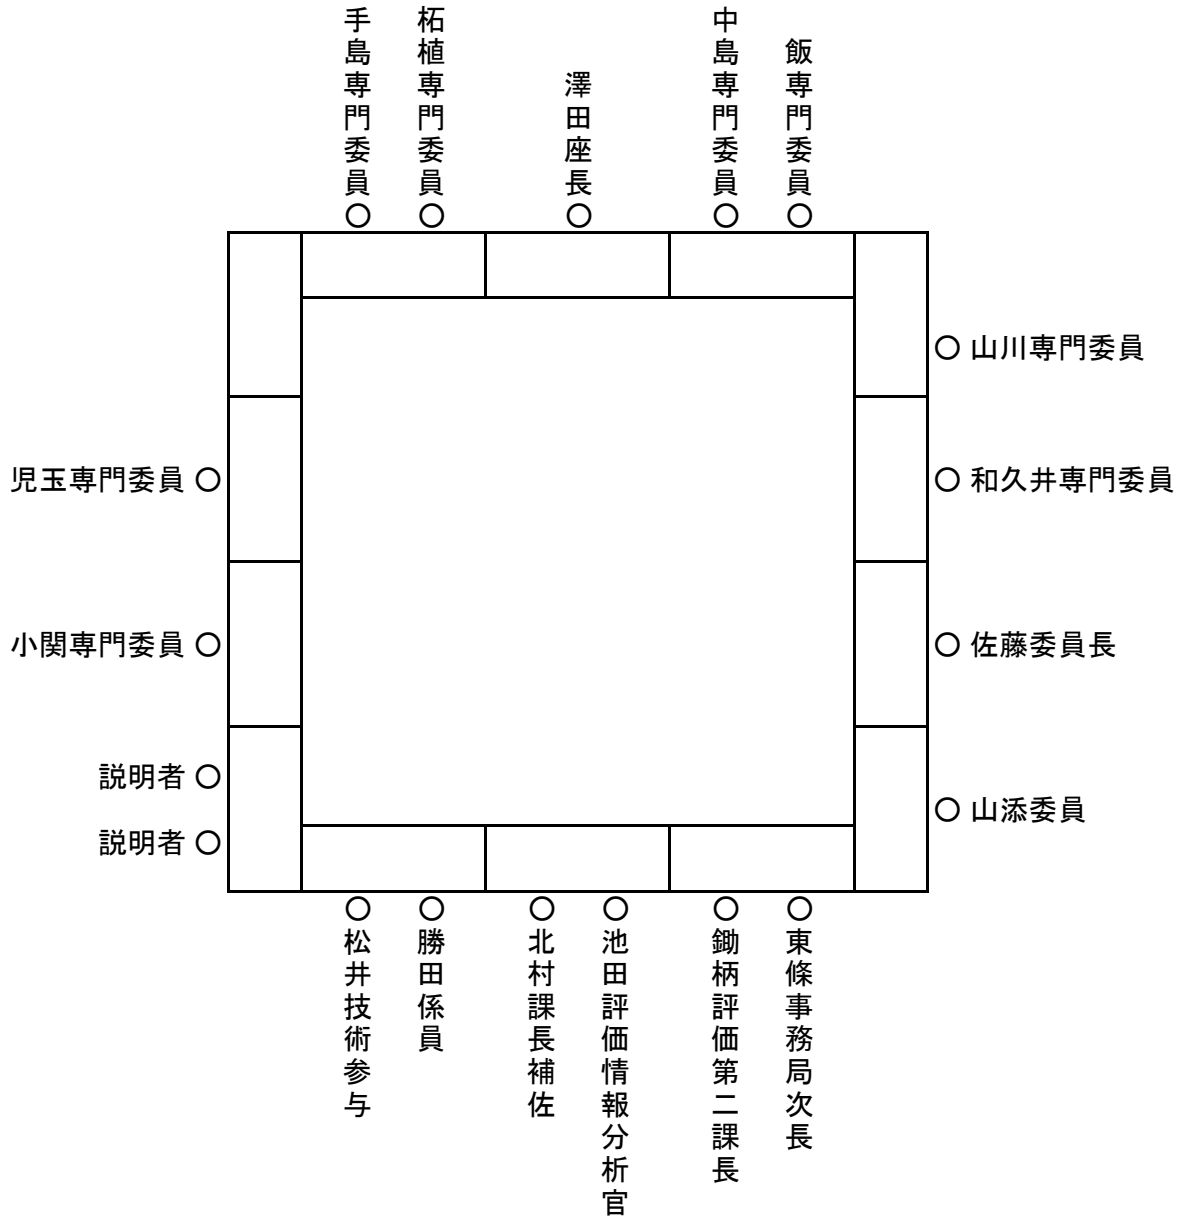 手島専門委員○
柘植専門委員○
澤田座長○
中島専門委員○
飯専門委員○
○ 山川専門委員
児玉専門委員 ○
○ 和久井専門委員
小関専門委員 ○
○ 佐藤委員長
説明者 ○
○ 山添委員
説明者 ○
○松井技術参与
○勝田係員
○北村課長補佐
○池田評価情報分析官
○鋤柄評価第二課長
○東條事務局次長